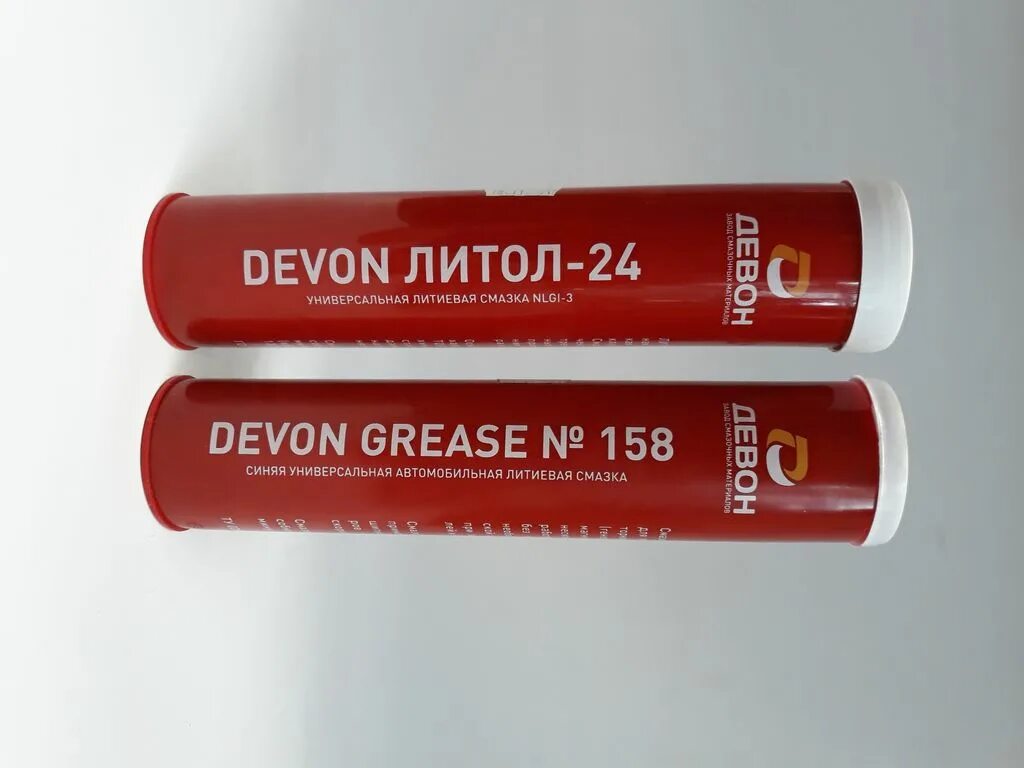 DEVON ЛИТОЛ-24
УНИВЕРСАЛЬНАЯ ЛИТИЕВАЯ СМАЗКА NLGI-3
ДЕВОН
ЗАВОД СМАЗОЧНЫХ МАТЕРИАЛОВ
DEVON GREASE № 158
СИНЯЯ УНИВЕРСАЛЬНАЯ АВТОМОБИЛЬНАЯ ЛИТИЕВАЯ СМАЗКА
ДЕВОН
ЗАВОД СМАЗОЧНЫХ МАТЕРИАЛОВ